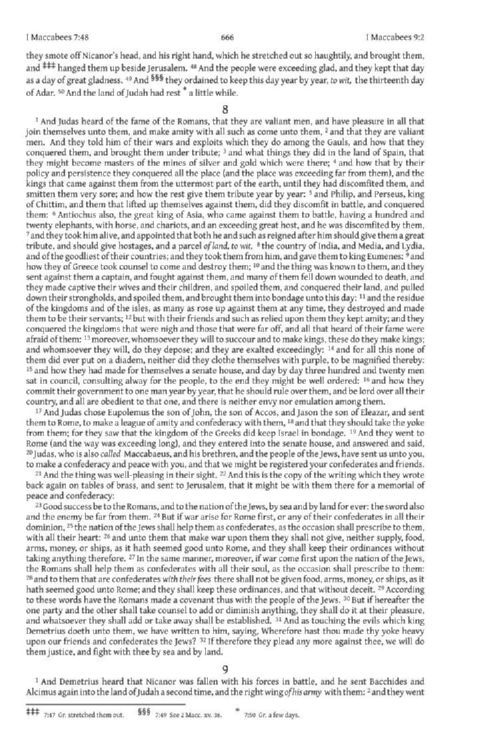 I Maccabees 7:48 666 I Maccabees 9:2
they smote off Nicanor's head, and his right hand, which he stretched out so haughtily, and brought them,
and ‡‡‡ hanged them up beside Jerusalem. 48 And the people were exceeding glad, and they kept that day
as a day of great gladness. 49 And §§§ they ordained to keep this day year by year, to wit, the thirteenth day
of Adar. 50 And the land of Judah had rest * a little while.
8
1 And Judas heard of the fame of the Romans, that they are valiant men, and have pleasure in all that
join themselves unto them, and make amity with all such as come unto them, 2 and that they are valiant
men. And they told him of their wars and exploits which they do among the Gauls, and how that they
conquered them, and brought them under tribute; 3 and what things they did in the land of Spain, that
they might become masters of the mines of silver and gold which were there; 4 and how that by their
policy and persistence they conquered all the place (and the place was exceeding far from them), and the
kings that came against them from the uttermost part of the earth, until they had discomfited them, and
smitten them very sore; and how the rest give them tribute year by year: 5 and Philip, and Perseus, king
of Chittim, and them that lifted up themselves against them, did they discomfit in battle, and conquered
them: 6 Antiochus also, the great king of Asia, who came against them to battle, having a hundred and
twenty elephants, with horse, and chariots, and an exceeding great host, and he was discomfited by them,
7 and they took him alive, and appointed that both he and such as reigned after him should give them a great
tribute, and should give hostages, and a parcel of land, to wit, 8 the country of India, and Media, and Lydia,
and of the goodliest of their countries; and they took them from him, and gave them to king Eumenes: 9 and
how they of Greece took counsel to come and destroy them; 10 and the thing was known to them, and they
sent against them a captain, and fought against them, and many of them fell down wounded to death, and
they made captive their wives and their children, and spoiled them, and conquered their land, and pulled
down their strongholds, and spoiled them, and brought them into bondage unto this day: 11 and the residue
of the kingdoms and of the isles, as many as rose up against them at any time, they destroyed and made
them to be their servants; 12 but with their friends and such as relied upon them they kept amity; and they
conquered the kingdoms that were nigh and those that were far off, and all that heard of their fame were
afraid of them: 13 moreover, whomsoever they will to succour and to make kings, these do they make kings;
and whomsoever they will, do they depose; and they are exalted exceedingly: 14 and for all this none of
them did ever put on a diadem, neither did they clothe themselves with purple, to be magnified thereby:
15 and how they had made for themselves a senate house, and day by day three hundred and twenty men
sat in council, consulting alway for the people, to the end they might be well ordered: 16 and how they
commit their government to one man year by year, that he should rule over them, and be lord over all their
country, and all are obedient to that one, and there is neither envy nor emulation among them.
17 And Judas chose Eupolemus the son of John, the son of Accos, and Jason the son of Eleazar, and sent
them to Rome, to make a league of amity and confederacy with them, 18 and that they should take the yoke
from them; for they saw that the kingdom of the Greeks did keep Israel in bondage. 19 And they went to
Rome (and the way was exceeding long), and they entered into the senate house, and answered and said,
20 Judas, who is also called Maccabaeus, and his brethren, and the people of the Jews, have sent us unto you,
to make a confederacy and peace with you, and that we might be registered your confederates and friends.
21 And the thing was well-pleasing in their sight. 22 And this is the copy of the writing which they wrote
back again on tables of brass, and sent to Jerusalem, that it might be with them there for a memorial of
peace and confederacy:
23 Good success be to the Romans, and to the nation of the Jews, by sea and by land for ever: the sword also
and the enemy be far from them. 24 But if war arise for Rome first, or any of their confederates in all their
dominion, 25 the nation of the Jews shall help them as confederates, as the occasion shall prescribe to them,
with all their heart: 26 and unto them that make war upon them they shall not give, neither supply, food,
arms, money, or ships, as it hath seemed good unto Rome, and they shall keep their ordinances without
taking anything therefore. 27 In the same manner, moreover, if war come first upon the nation of the Jews,
the Romans shall help them as confederates with all their soul, as the occasion shall prescribe to them:
28 and to them that are confederates with their foes there shall not be given food, arms, money, or ships, as it
hath seemed good unto Rome; and they shall keep these ordinances, and that without deceit. 29 According
to these words have the Romans made a covenant thus with the people of the Jews. 30 But if hereafter the
one party and the other shall take counsel to add or diminish anything, they shall do it at their pleasure,
and whatsoever they shall add or take away shall be established. 31 And as touching the evils which king
Demetrius doeth unto them, we have written to him, saying, Wherefore hast thou made thy yoke heavy
upon our friends and confederates the Jews? 32 If therefore they plead any more against thee, we will do
them justice, and fight with thee by sea and by land.
9
1 And Demetrius heard that Nicanor was fallen with his forces in battle, and he sent Bacchides and
Alcimus again into the land of Judah a second time, and the right wing of his army with them: 2 and they went
‡‡‡ 7:47 Gr. stretched them out. §§§ 7:49 See 2 Macc. xv. 36. * 7:50 Gr. a few days.